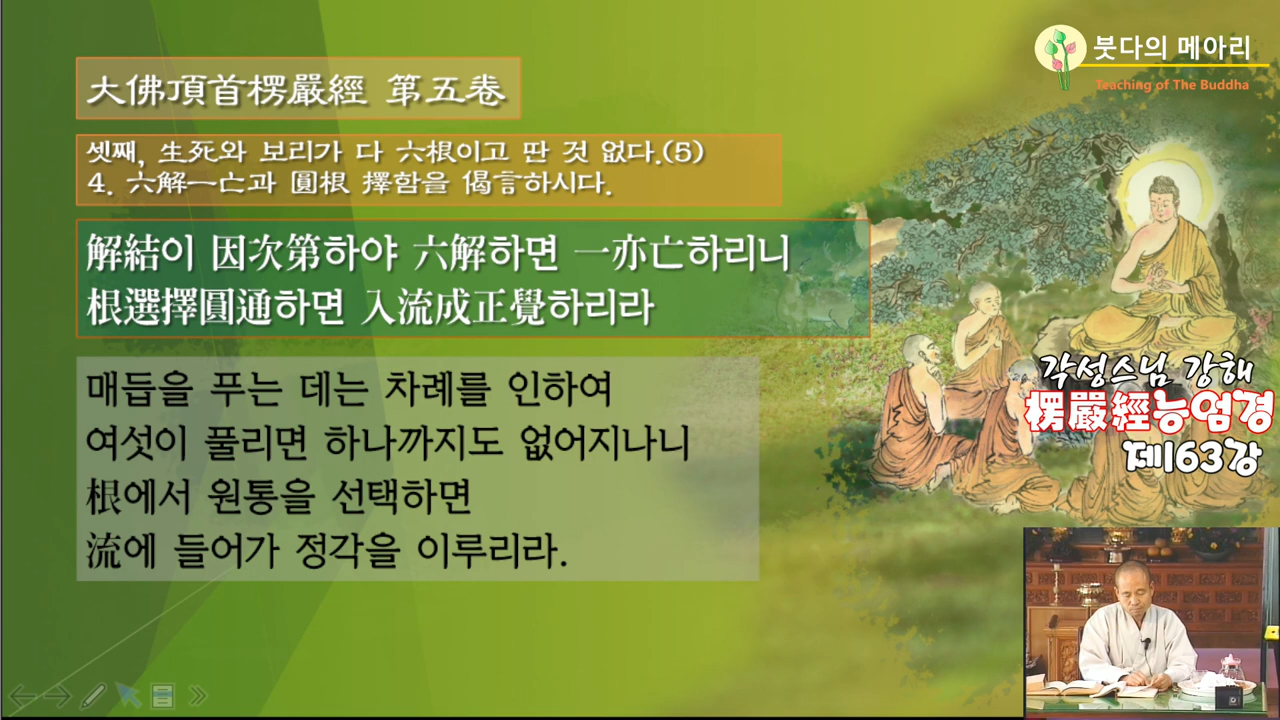 大佛頂首楞嚴經 第五卷
셋째, 生死와 보리가 다 六根이고 딴 것 없다.(5)
4. 六解一亡과 圓根 擇함을 偈言하시다.
解結이 因次第하야 六解하면 一亦亡하리니
根選擇圓通하면 入流成正覺하리라
매듭을 푸는 데는 차례를 인하여
여섯이 풀리면 하나까지도 없어지나니
根에서 원통을 선택하면
流에 들어가 정각을 이루리라.
붓다의 메아리
Teaching of The Buddha
각성스님 강해
楞嚴經능엄경
제163강